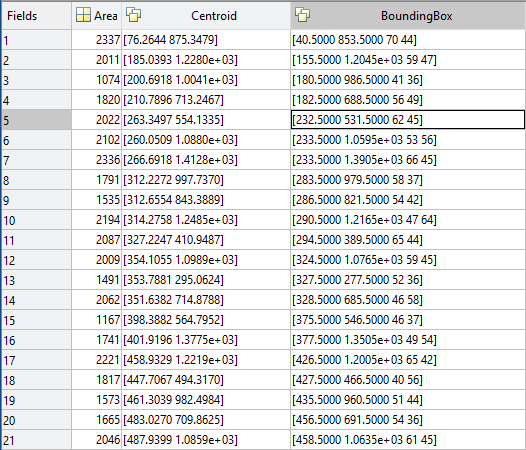 Fields Area Centroid BoundingBox
1 2337 [76.2644 875.3479] [40.5000 853.5000 70 44]
2 2011 [185.0393 1.2280e+03] [155.5000 1.2045e+03 59 47]
3 1074 [200.6918 1.0041e+03] [180.5000 986.5000 41 36]
4 1820 [210.7896 713.2467] [182.5000 688.5000 56 49]
5 2022 [263.3497 554.1335] [232.5000 531.5000 62 45]
6 2102 [260.0509 1.0880e+03] [233.5000 1.0595e+03 53 56]
7 2336 [266.6918 1.4128e+03] [233.5000 1.3905e+03 66 45]
8 1791 [312.2272 997.7370] [283.5000 979.5000 58 37]
9 1535 [312.6554 843.3889] [286.5000 821.5000 54 42]
10 2194 [314.2758 1.2485e+03] [290.5000 1.2165e+03 47 64]
11 2087 [327.2247 410.9487] [294.5000 389.5000 65 44]
12 2009 [354.1055 1.0989e+03] [324.5000 1.0765e+03 59 45]
13 1491 [353.7881 295.0624] [327.5000 277.5000 52 36]
14 2062 [351.6382 714.8788] [328.5000 685.5000 46 58]
15 1167 [398.3882 564.7952] [375.5000 546.5000 46 37]
16 1741 [401.9196 1.3775e+03] [377.5000 1.3505e+03 49 54]
17 2221 [458.9329 1.2219e+03] [426.5000 1.2005e+03 65 42]
18 1817 [447.7067 494.3170] [427.5000 466.5000 40 56]
19 1573 [461.3039 982.4984] [435.5000 960.5000 51 44]
20 1665 [483.0270 709.8625] [456.5000 691.5000 54 36]
21 2046 [487.9399 1.0859e+03] [458.5000 1.0635e+03 61 45]